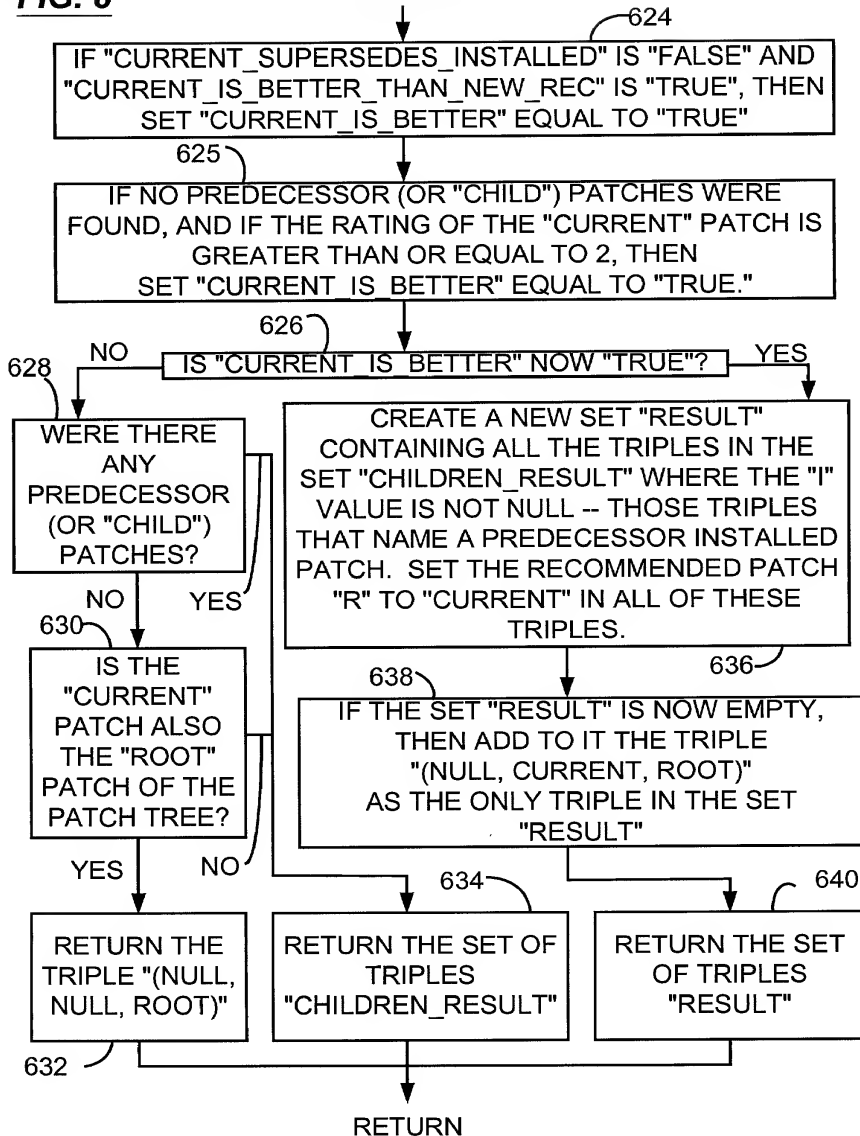 624
IF "CURRENT_SUPERSEDES_INSTALLED" IS "FALSE" AND
"CURRENT_IS_BETTER_THAN_NEW_REC" IS "TRUE", THEN
SET "CURRENT_IS_BETTER" EQUAL TO "TRUE"
625
IF NO PREDECESSOR (OR "CHILD") PATCHES WERE
FOUND, AND IF THE RATING OF THE "CURRENT" PATCH IS
GREATER THAN OR EQUAL TO 2, THEN
SET "CURRENT_IS_BETTER" EQUAL TO "TRUE."
626
IS "CURRENT_IS_BETTER" NOW "TRUE"?
NO
YES
628
WERE THERE
ANY
PREDECESSOR
(OR "CHILD")
PATCHES?
NO
YES
630
IS THE
"CURRENT"
PATCH ALSO
THE "ROOT"
PATCH OF THE
PATCH TREE?
YES
NO
CREATE A NEW SET "RESULT"
CONTAINING ALL THE TRIPLES IN THE
SET "CHILDREN_RESULT" WHERE THE "I"
VALUE IS NOT NULL -- THOSE TRIPLES
THAT NAME A PREDECESSOR INSTALLED
PATCH. SET THE RECOMMENDED PATCH
"R" TO "CURRENT" IN ALL OF THESE
TRIPLES.
636
638
IF THE SET "RESULT" IS NOW EMPTY,
THEN ADD TO IT THE TRIPLE
"(NULL, CURRENT, ROOT)"
AS THE ONLY TRIPLE IN THE SET
"RESULT"
RETURN THE
TRIPLE "(NULL,
NULL, ROOT)"
632
634
RETURN THE SET OF
TRIPLES
"CHILDREN_RESULT"
640
RETURN THE SET
OF TRIPLES
"RESULT"
RETURN